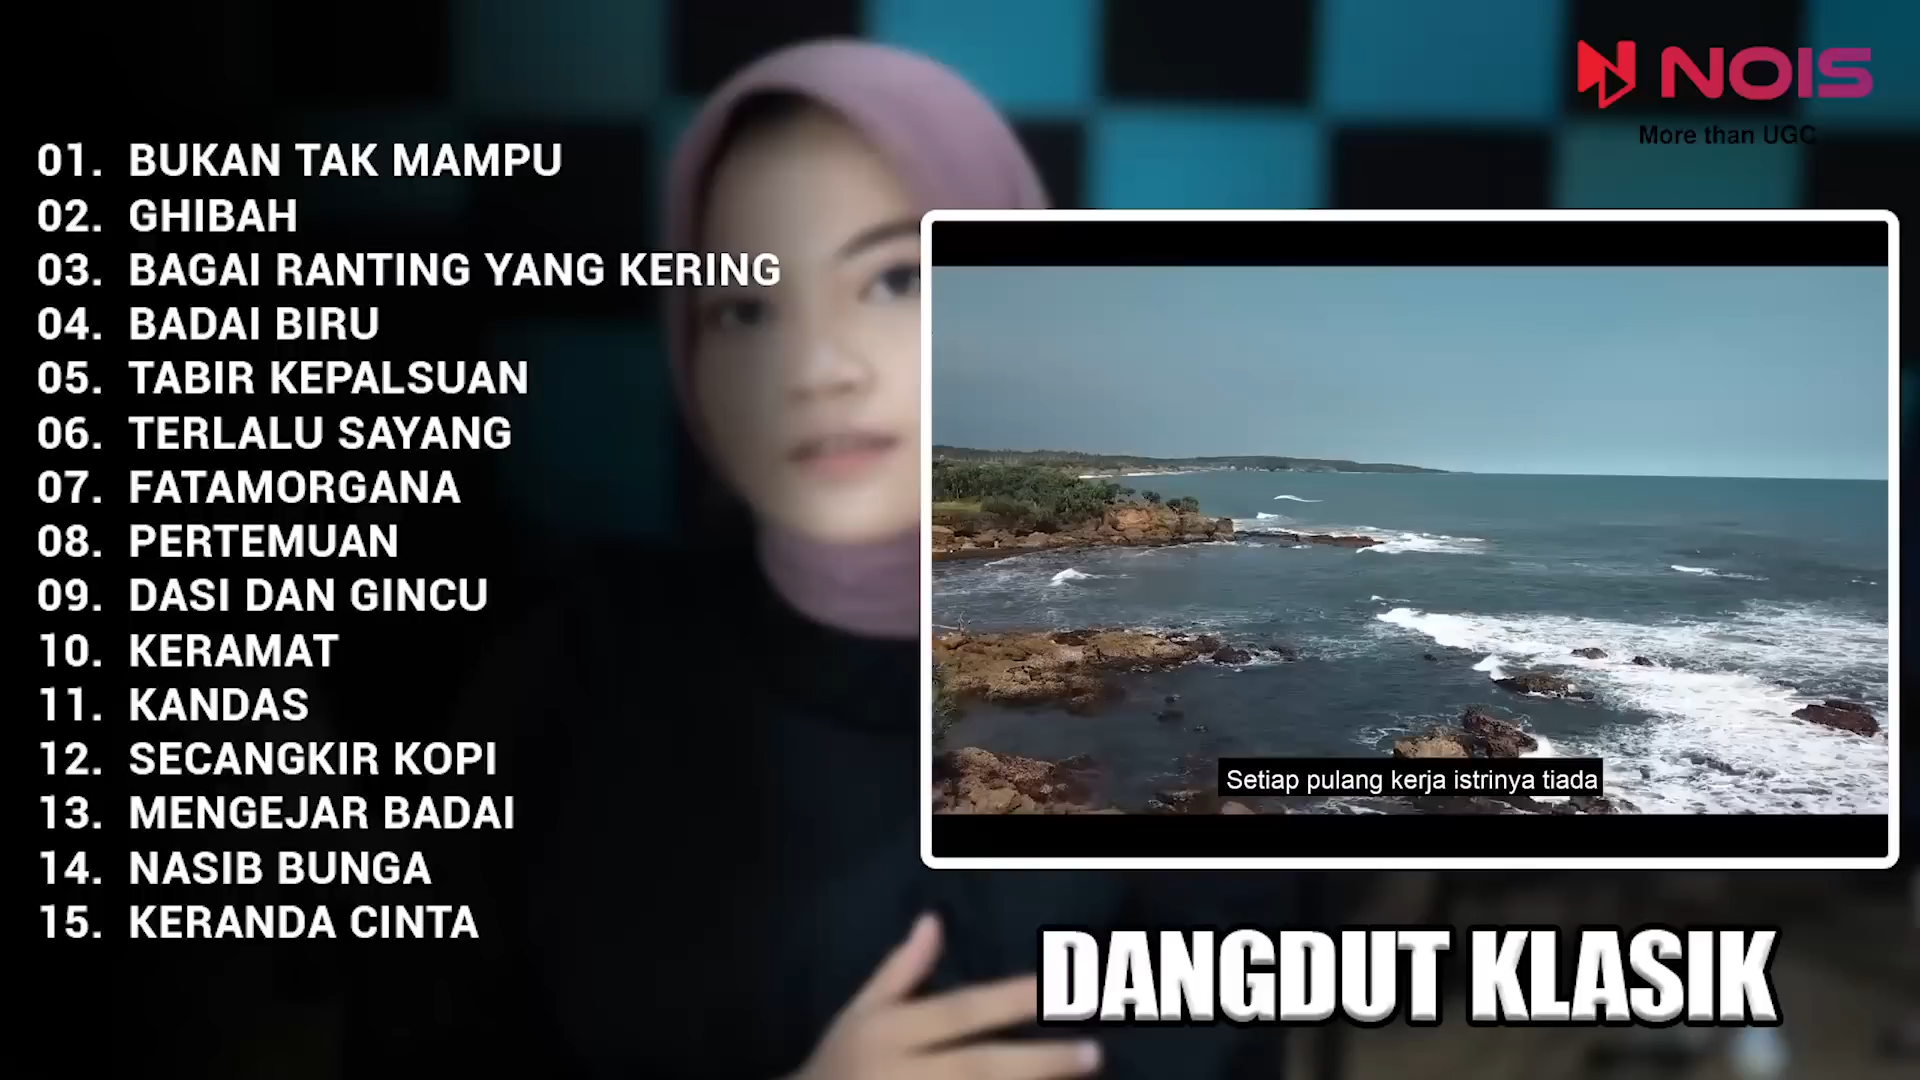 NOIS
More than UGC
01. BUKAN TAK MAMPU
02. GHIBAH
03. BAGAI RANTING YANG KERING
04. BADAI BIRU
05. TABIR KEPALSUAN
06. TERLALU SAYANG
07. FATAMORGANA
08. PERTEMUAN
09. DASI DAN GINCU
10. KERAMAT
11. KANDAS
12. SECANGKIR KOPI
13. MENGEJAR BADAI
14. NASIB BUNGA
15. KERANDA CINTA
Setiap pulang kerja istrinya tiada
DANGDUT KLASIK